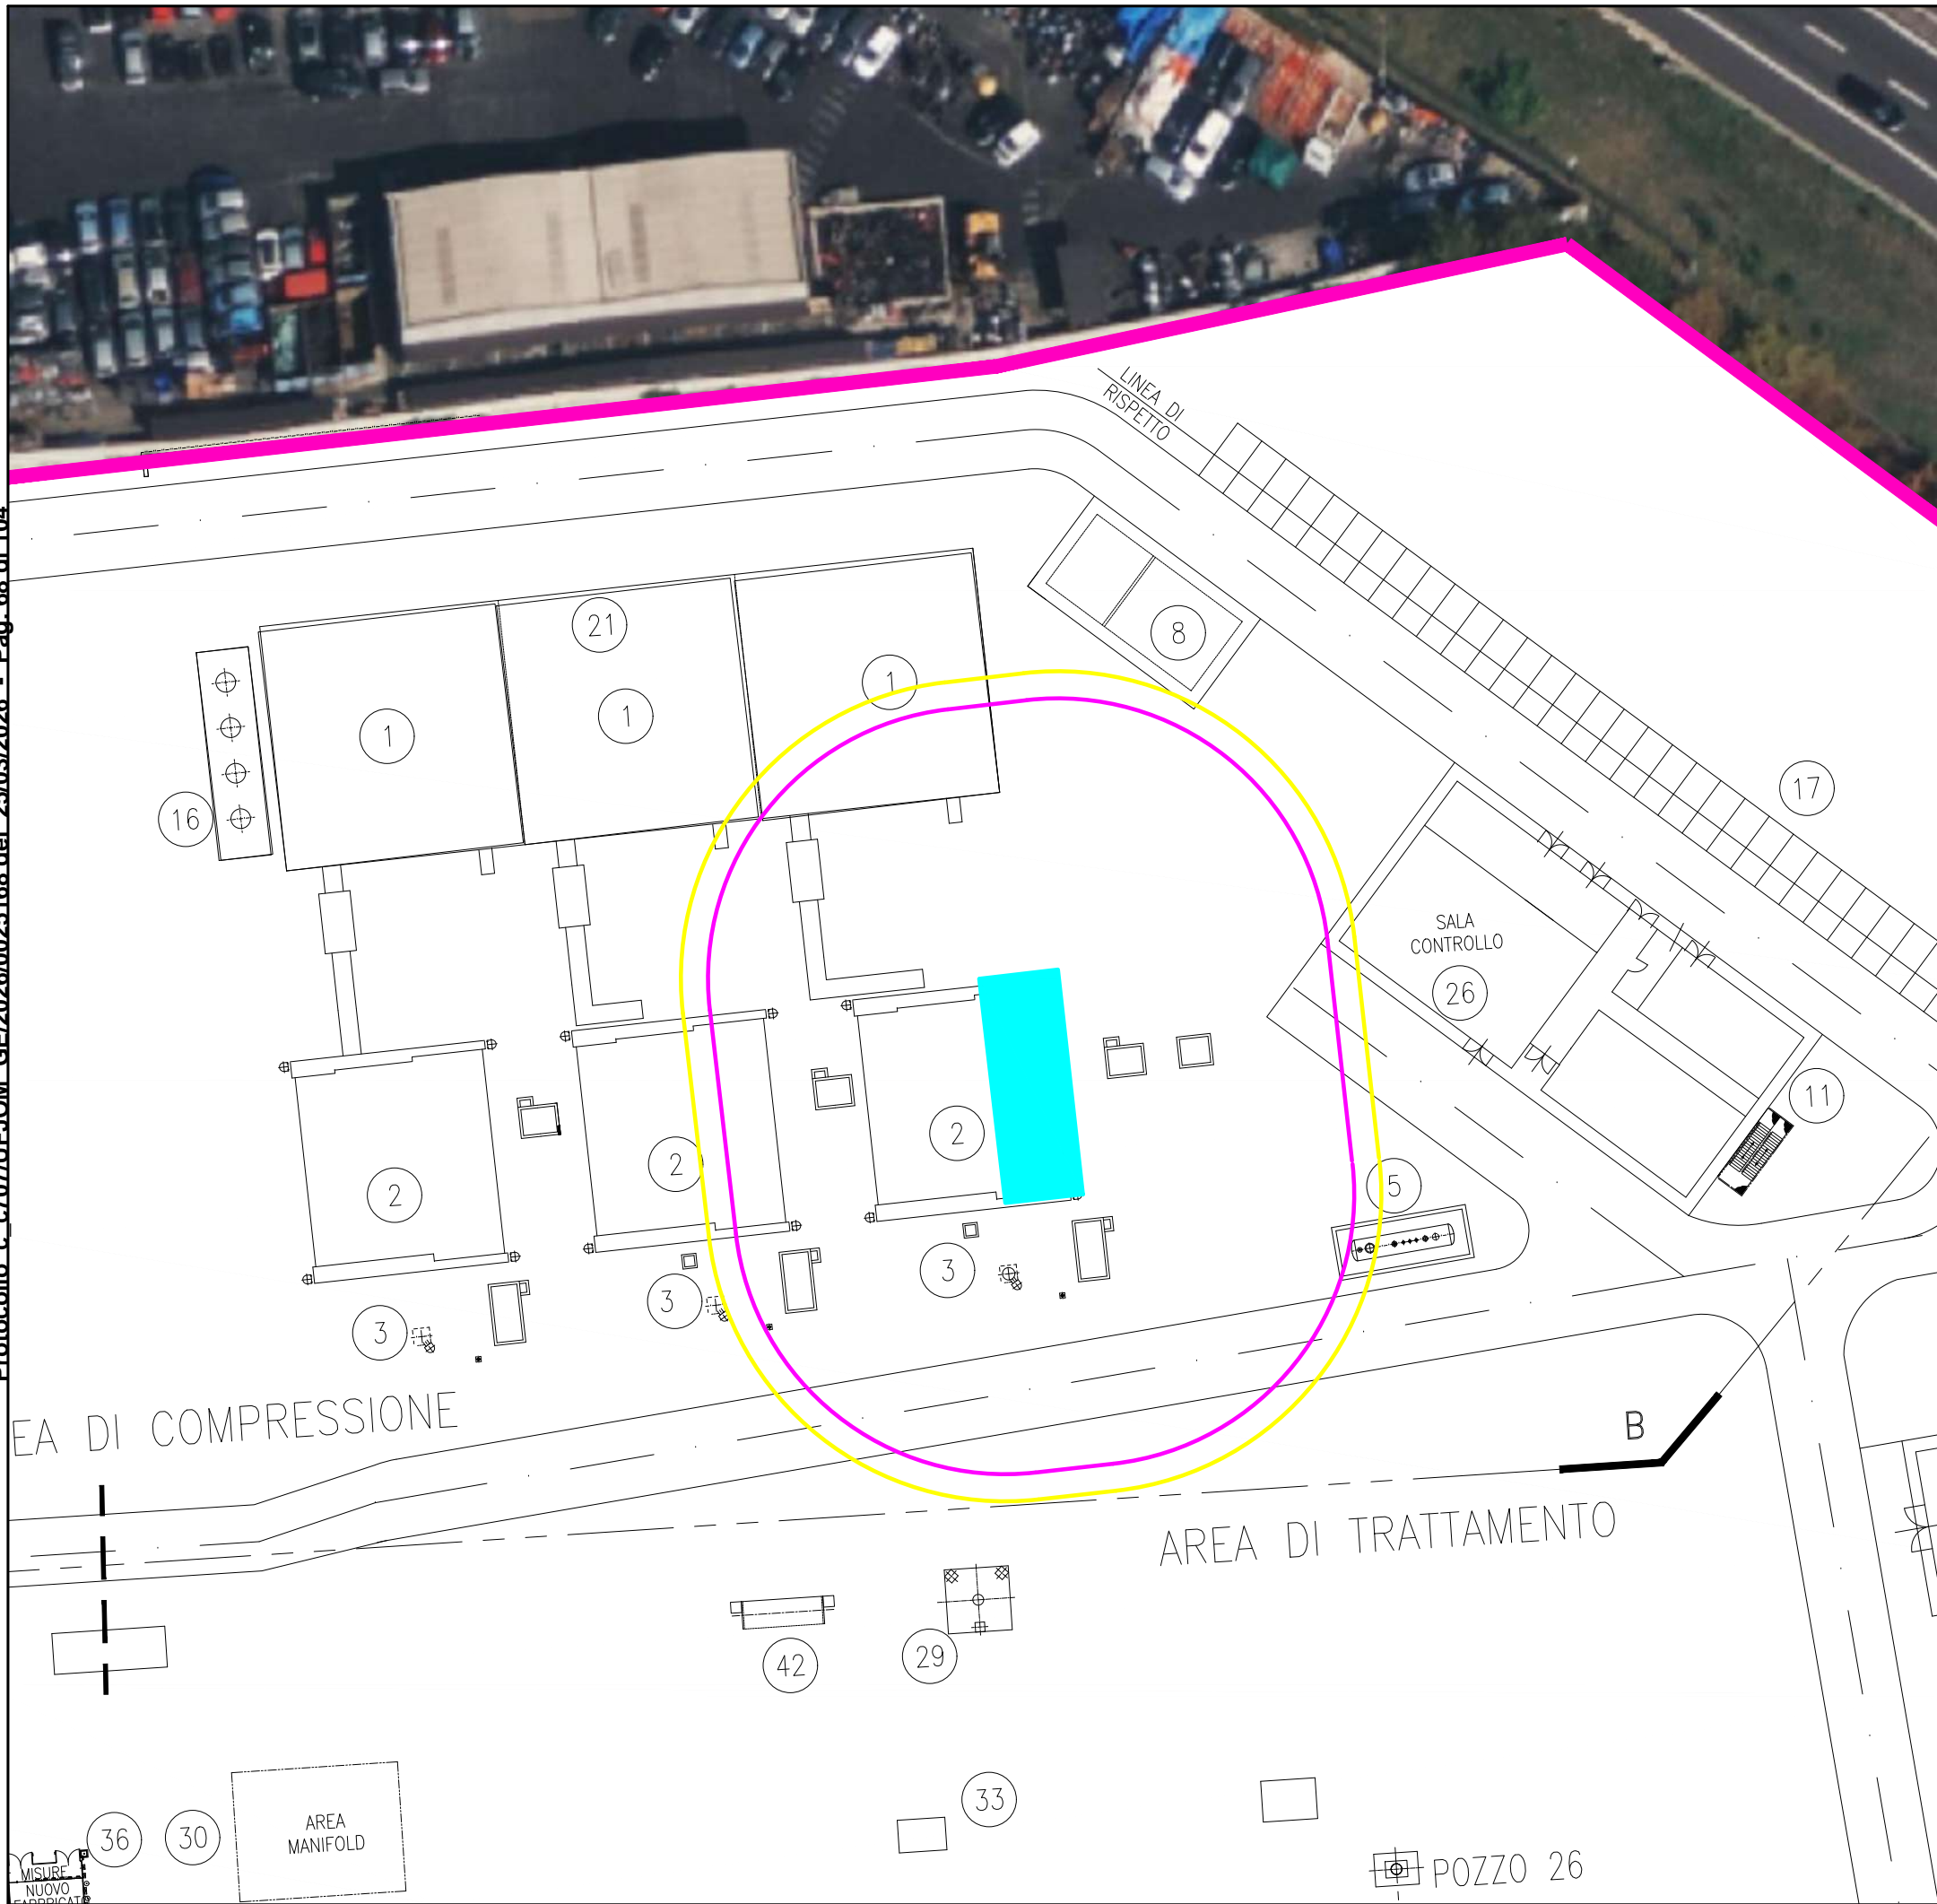 LINEA DI
RISPETTO
21
8
1
1
1
17
16
SALA
CONTROLLO
26
11
2
2
2
5
3
3
3
EA DI COMPRESSIONE
B
AREA DI TRATTAMENTO
42
29
33
36
30
AREA
MANIFOLD
MISURE
NUOVO
POZZO 26